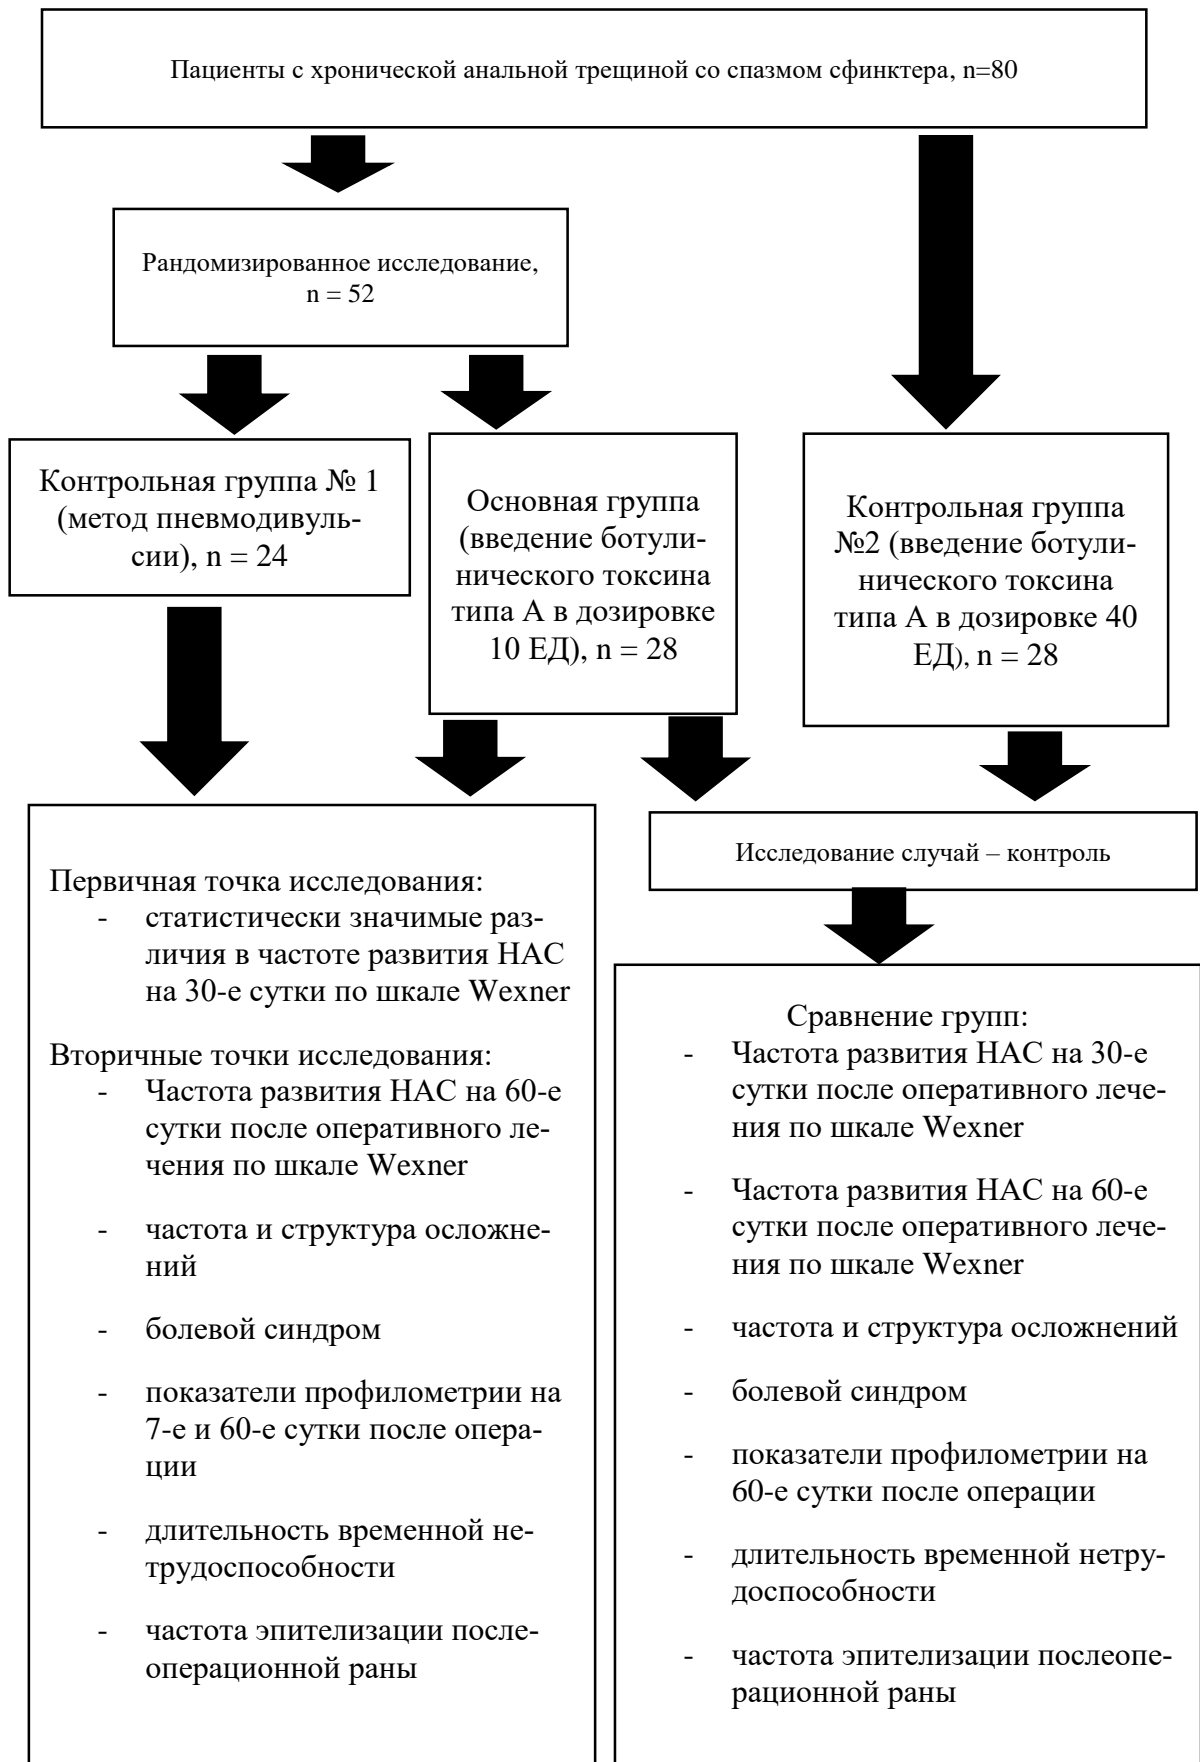 Пациенты с хронической анальной трещиной со спазмом сфинктера, n=80
Рандомизированное исследование,
n = 52
Контрольная группа № 1
(метод пневмодивуль-
сии), n = 24
Основная группа
(введение ботули-
нического токсина
типа А в дозировке
10 ЕД), n = 28
Контрольная группа
№2 (введение ботули-
нического токсина
типа А в дозировке 40
ЕД), n = 28
Первичная точка исследования:
- статистически значимые раз-
личия в частоте развития НАС
на 30-е сутки по шкале Wexner
Вторичные точки исследования:
- Частота развития НАС на 60-е
сутки после оперативного ле-
чения по шкале Wexner
- частота и структура осложне-
ний
- болевой синдром
- показатели профилометрии на
7-е и 60-е сутки после опера-
ции
- длительность временной не-
трудоспособности
- частота эпителизации после-
операционной раны
Исследование случай – контроль
Сравнение групп:
- Частота развития НАС на 30-е
сутки после оперативного лече-
ния по шкале Wexner
- Частота развития НАС на 60-е
сутки после оперативного лече-
ния по шкале Wexner
- частота и структура осложнений
- болевой синдром
- показатели профилометрии на
60-е сутки после операции
- длительность временной нетру-
доспособности
- частота эпителизации послеопе-
рационной раны